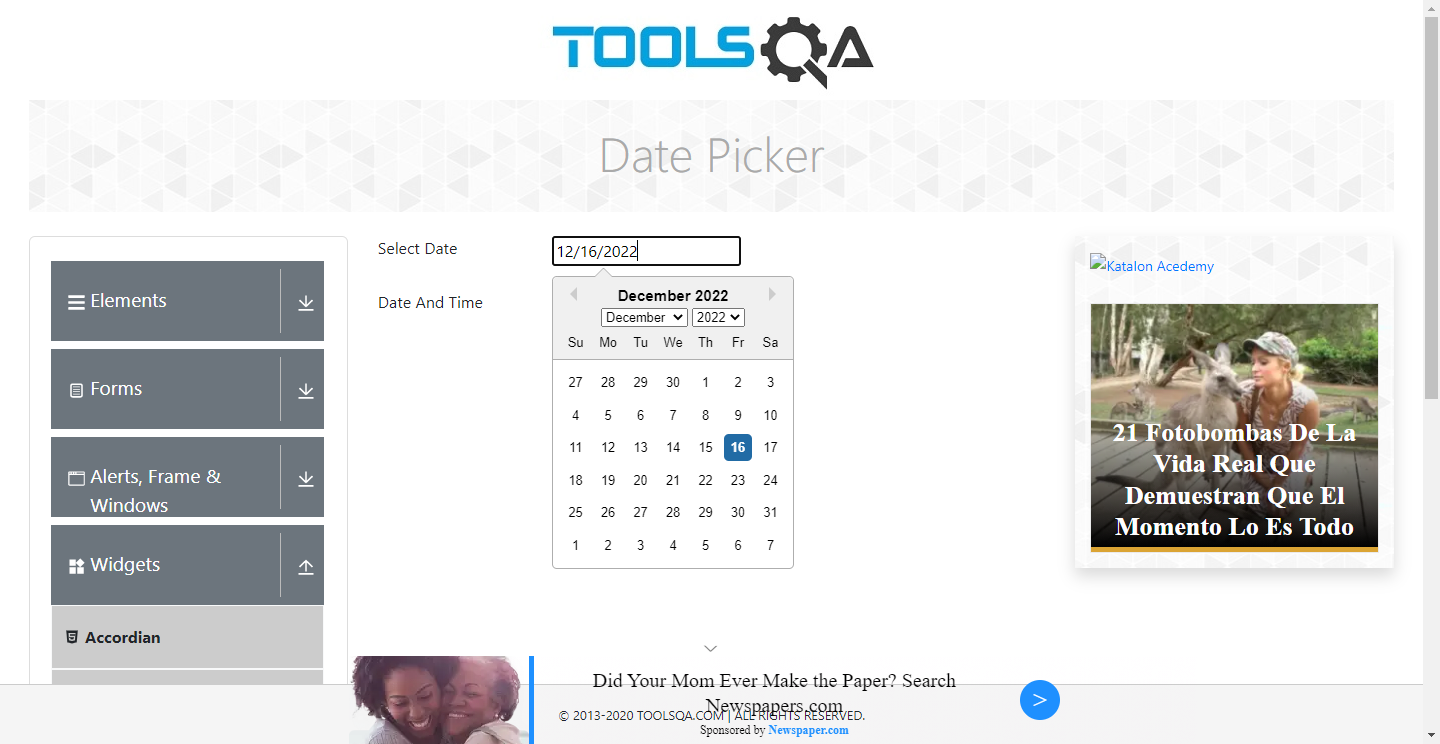 TOOLSQA
Date Picker
Elements
Forms
Alerts, Frame &
Windows
Widgets
Accordian
Select Date
12/16/2022
Date And Time
December 2022
December 2022
Su Mo Tu We Th Fr Sa
27 28 29 30 1 2 3
4 5 6 7 8 9 10
11 12 13 14 15 16 17
18 19 20 21 22 23 24
25 26 27 28 29 30 31
1 2 3 4 5 6 7
Katalon Acedemy
21 Fotobombas De La
Vida Real Que
Demuestran Que El
Momento Lo Es Todo
Did Your Mom Ever Make the Paper? Search
Newspapers.com
© 2013-2020 TOOLSQA.COM | ALL RIGHTS RESERVED.
Sponsored by Newspaper.com
>